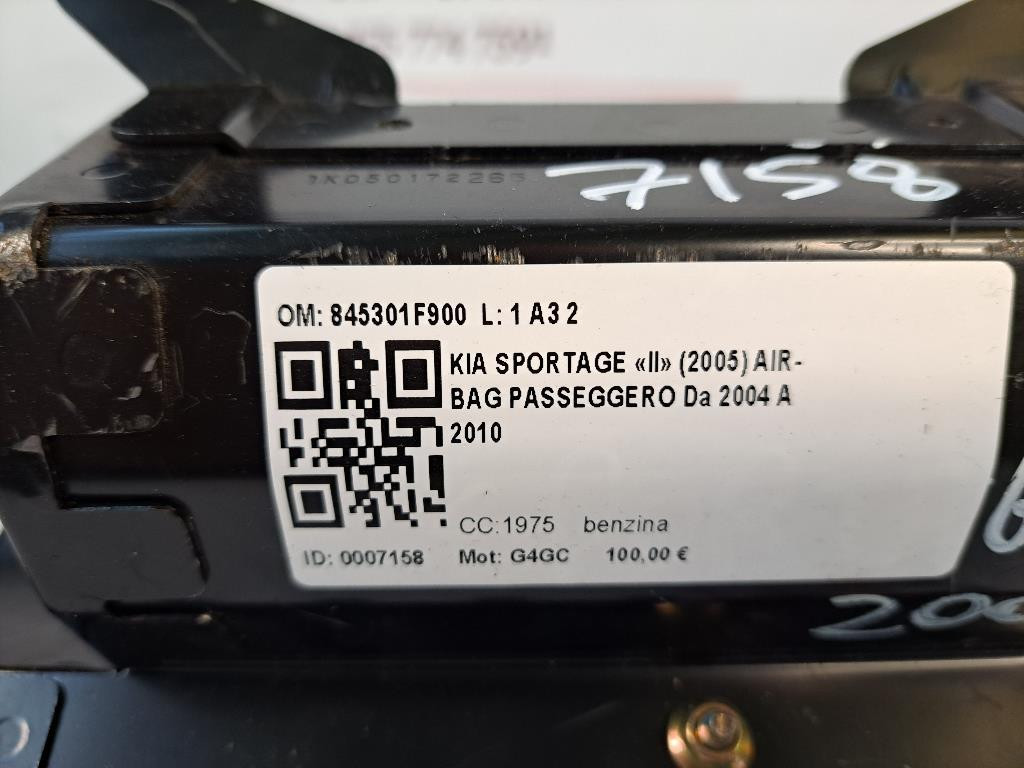 1K050172265
7158
OM: 845301F900 L: 1 A3 2
KIA SPORTAGE «II» (2005) AIR-
BAG PASSEGGERO Da 2004 A
2010
CC:1975 benzina
ID: 0007158 Mot: G4GC 100,00 €